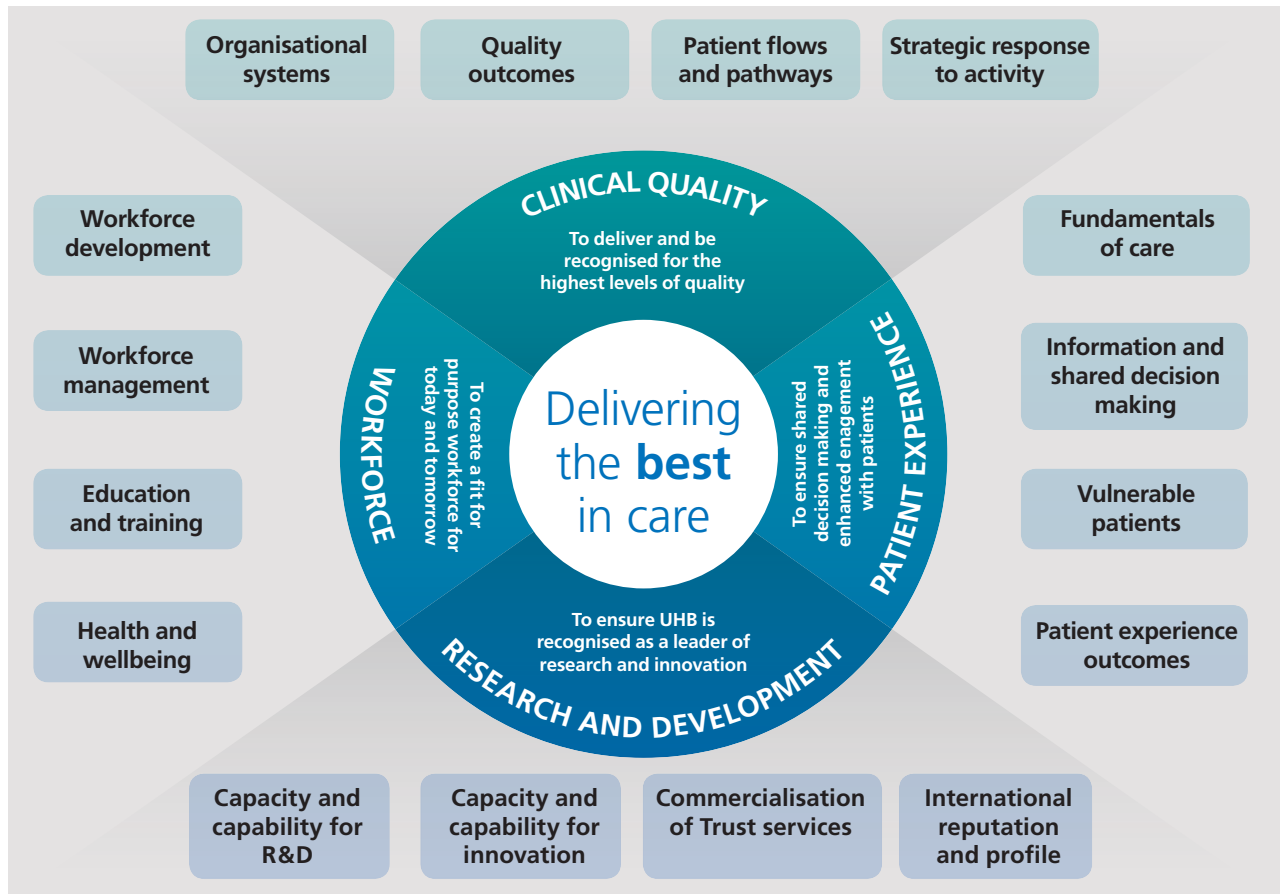 Organisational
systems
Quality
outcomes
Patient flows
and pathways
Strategic response
to activity
Workforce
development
Workforce
management
Education
and training
Health and
wellbeing
CLINICAL QUALITY
To deliver and be
recognised for the
highest levels of quality
WORKFORCE
To create a fit for
purpose workforce for
today and tomorrow
Delivering
the best
in care
To ensure shared
decision making and
enhanced enagement
with patients
PATIENT EXPERIENCE
To ensure UHB is
recognised as a leader of
research and innovation
RESEARCH AND DEVELOPMENT
Fundamentals
of care
Information and
shared decision
making
Vulnerable
patients
Patient experience
outcomes
Capacity and
capability for
R&D
Capacity and
capability for
innovation
Commercialisation
of Trust services
International
reputation
and profile